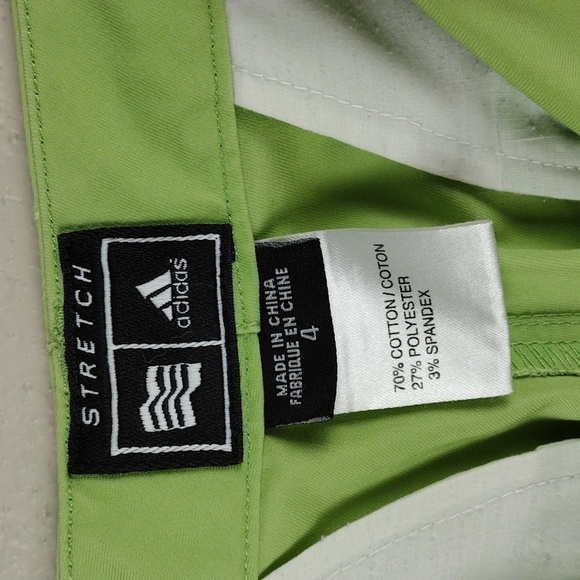 STRETCH
adidas
MADE IN CHINA
FABRIQUE EN CHINE
4
70% COTTON/COTON
27% POLYESTER
3% SPANDEX